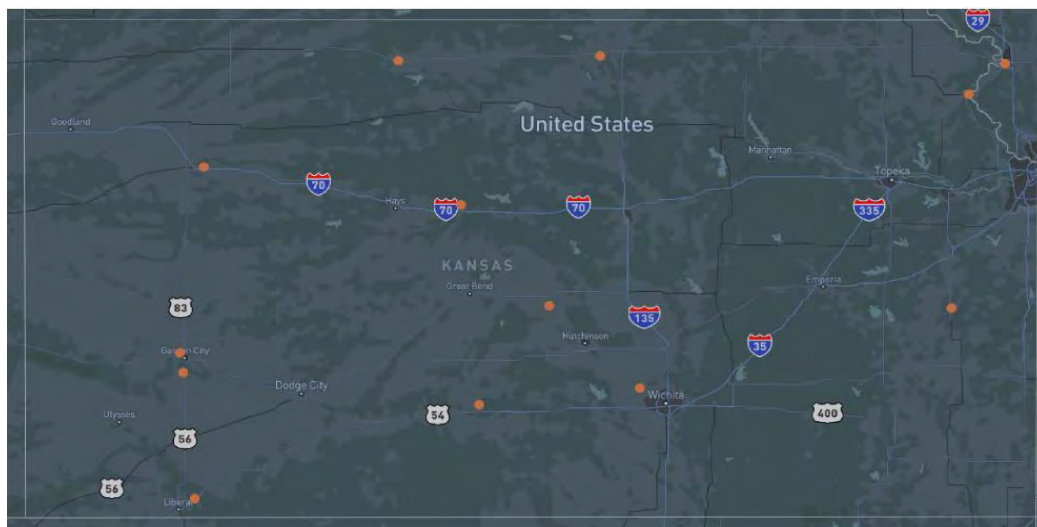 29
Goodland
United States
Manhattan
Topeka
70
Hays
70
70
335
KANSAS
Emporia
Great Bend
83
135
Hutchinson
35
Garden City
Dodge City
Wichita
Ulysses
54
400
56
56
Liberal